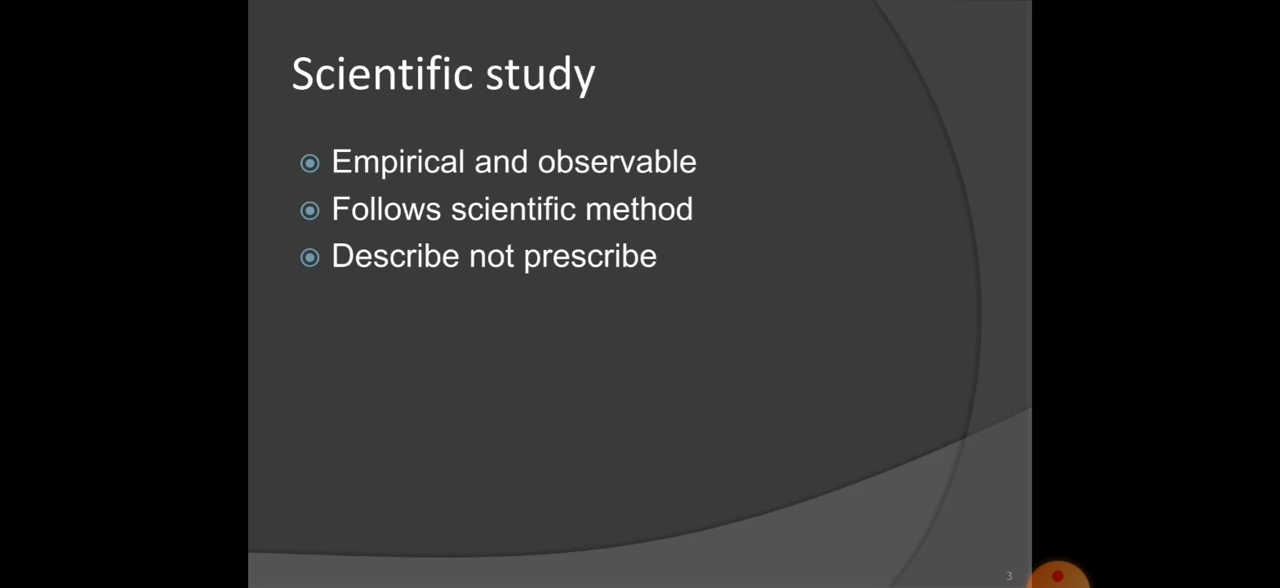 Scientific study
Empirical and observable
Follows scientific method
Describe not prescribe
3